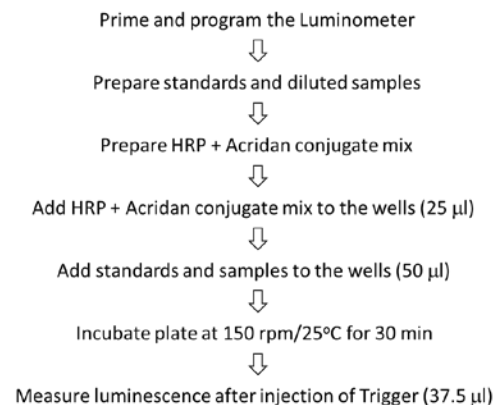 Prime and program the Luminometer
Prepare standards and diluted samples
Prepare HRP + Acridan conjugate mix
Add HRP + Acridan conjugate mix to the wells (25 µl)
Add standards and samples to the wells (50 µl)
Incubate plate at 150 rpm/25°C for 30 min
Measure luminescence after injection of Trigger (37.5 µl)